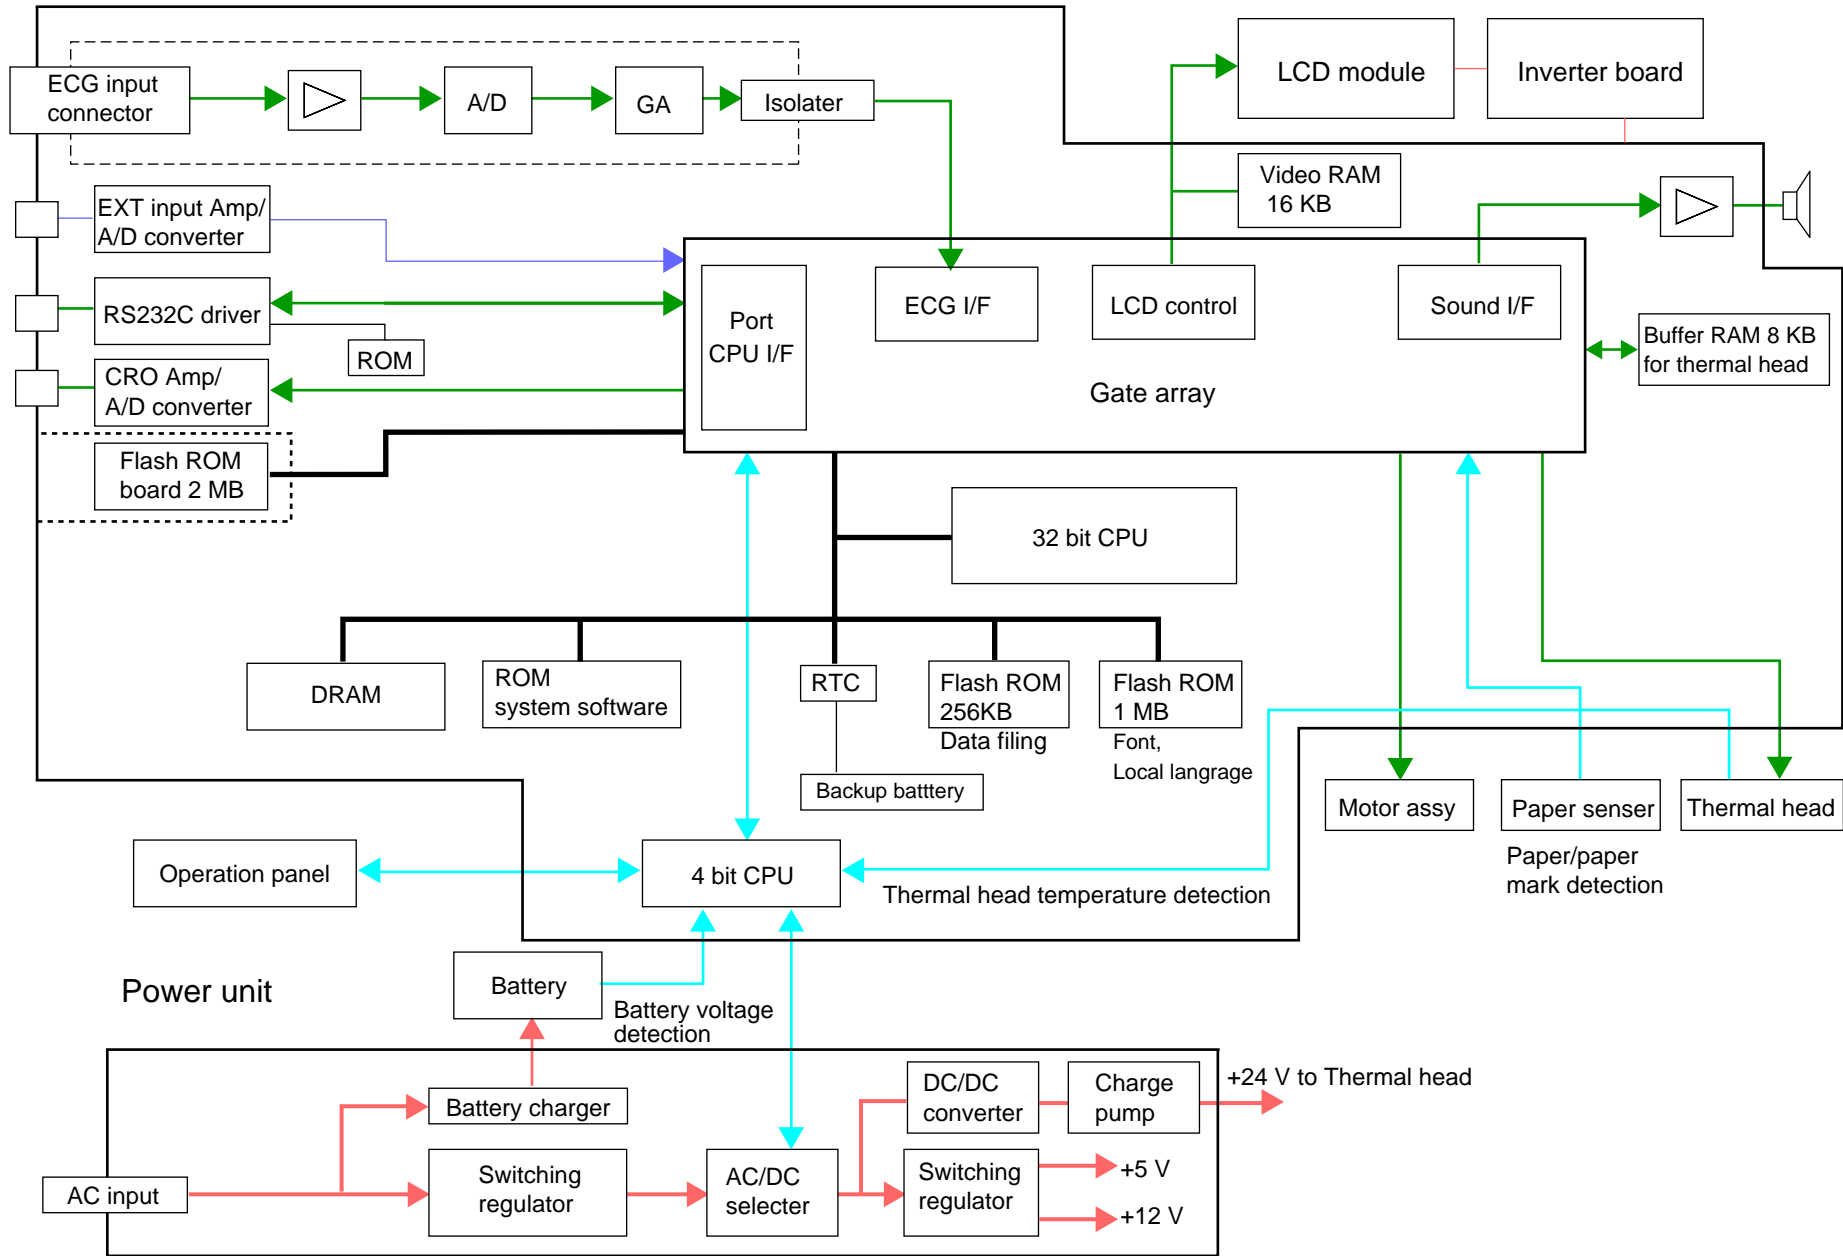 ECG input
connector
A/D
GA
Isolater
LCD module
Inverter board
Video RAM
16 KB
EXT input Amp/
A/D converter
RS232C driver
ROM
CRO Amp/
A/D converter
Flash ROM
board 2 MB
Port
CPU I/F
ECG I/F
LCD control
Sound I/F
Gate array
Buffer RAM 8 KB
for thermal head
32 bit CPU
DRAM
ROM
system software
RTC
Flash ROM
256KB
Data filing
Flash ROM
1 MB
Font,
Local langrage
Backup batttery
Motor assy
Paper senser
Thermal head
Paper/paper
mark detection
Operation panel
4 bit CPU
Thermal head temperature detection
Power unit
Battery
Battery voltage
detection
Battery charger
DC/DC
converter
Charge
pump
+24 V to Thermal head
AC input
Switching
regulator
AC/DC
selecter
Switching
regulator
+5 V
+12 V